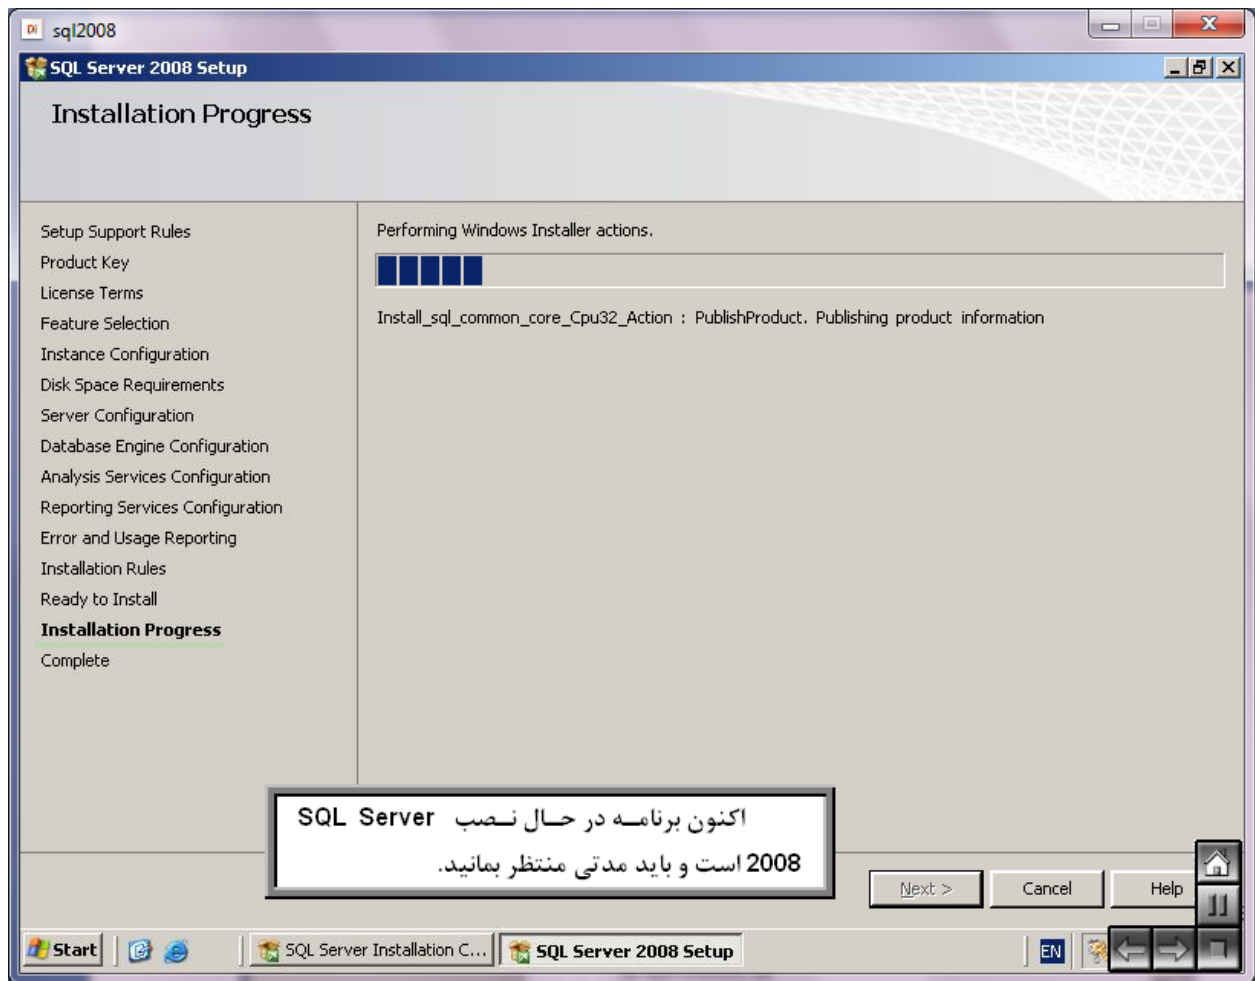 sql2008
SQL Server 2008 Setup
Installation Progress
Setup Support Rules
Product Key
License Terms
Feature Selection
Instance Configuration
Disk Space Requirements
Server Configuration
Database Engine Configuration
Analysis Services Configuration
Reporting Services Configuration
Error and Usage Reporting
Installation Rules
Ready to Install
Installation Progress
Complete
Performing Windows Installer actions.
Install_sql_common_core_Cpu32_Action : PublishProduct. Publishing product information
اکنون برنامه در حال نصب SQL Server
2008 است و باید مدتی منتظر بمانید.
Next >
Cancel
Help
Start
SQL Server Installation C...
SQL Server 2008 Setup
EN